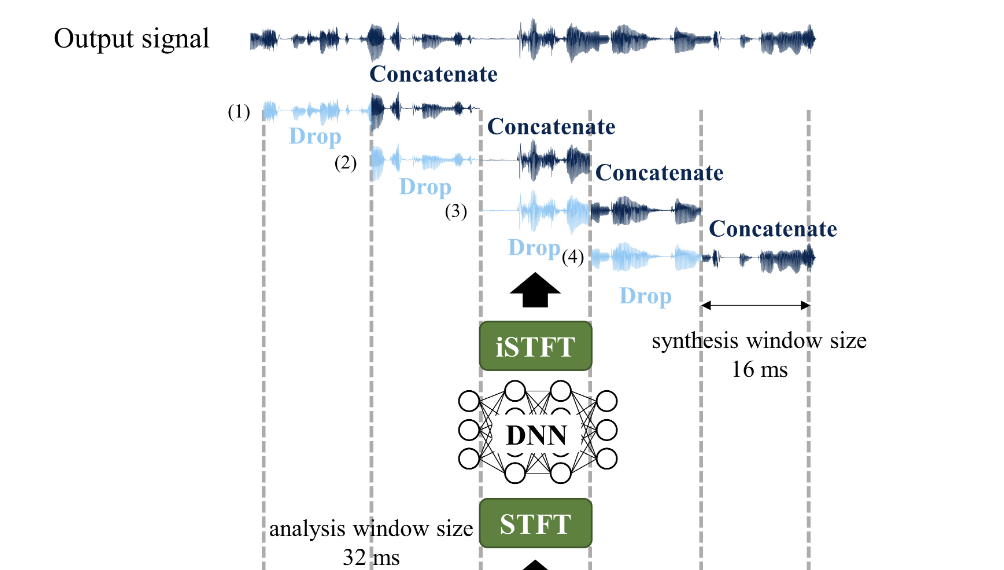 Output signal
Concatenate
(1)
Drop
Concatenate
(2)
Drop
Concatenate
(3)
Drop
Concatenate
(4)
Drop
iSTFT
synthesis window size
16 ms
DNN
STFT
analysis window size
32 ms